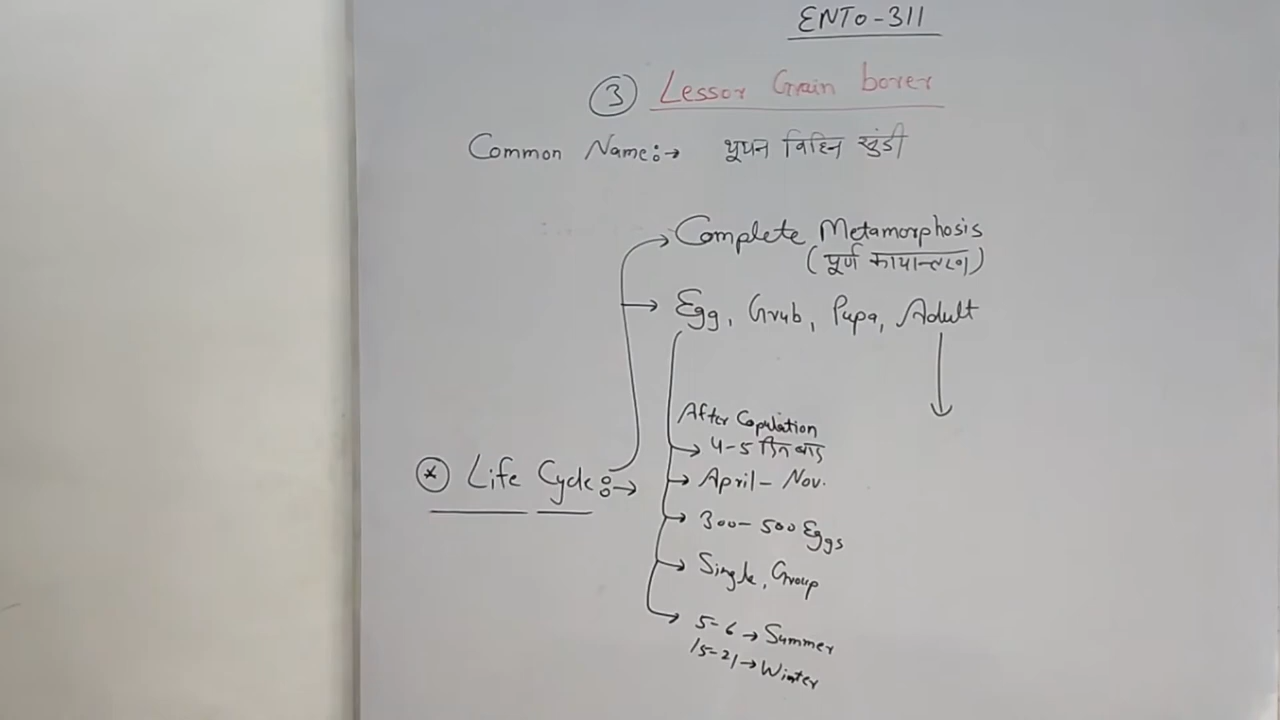 ENTO-311
③ Lessor Grain borer
Common Name:→ थूथन विहिन सुंडी
Complete Metamorphosis
(पूर्ण कायान्तरण)
Egg, Grub, Pupa, Adult
After Copulation
→ 4-5 दिन बाद
→ April- Nov.
→ 300-500 Eggs
→ Single, Group
→ 5-6 → Summer
15-21 → Winter
* Life Cycle:→